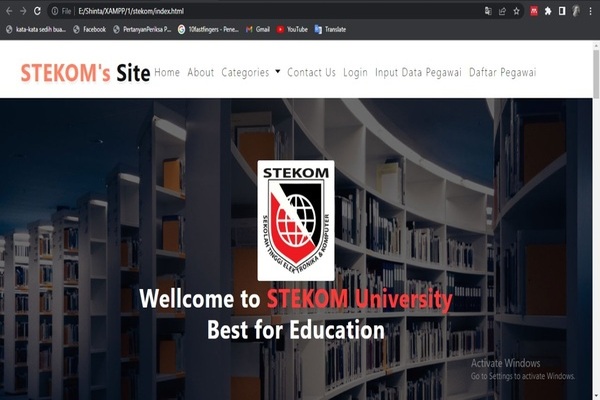 File | E:/Shinta/XAMPP/1/stekom/index.html
kata-kata sedih bua... Facebook PertanyanPeriksa P... 10fastfingers - Pene... Gmail YouTube Translate
STEKOM's Site Home About Categories Contact Us Login Input Data Pegawai Daftar Pegawai
STEKOM
SEKOLAH TINGGI ELEKTRONIKA & KOMPUTER
Wellcome to STEKOM University
Best for Education
Activate Windows
Go to Settings to activate Windows.